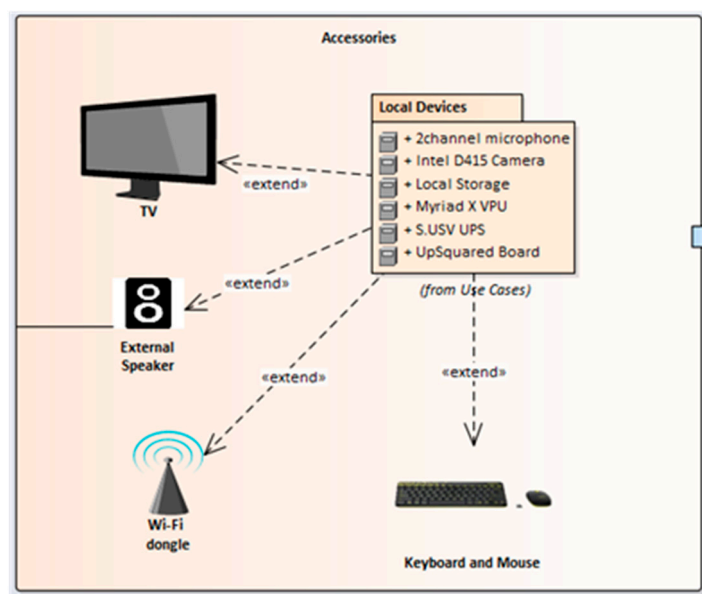 Accessories
Local Devices
+ 2channel microphone
+ Intel D415 Camera
+ Local Storage
+ Myriad X VPU
+ S.USV UPS
+ UpSquared Board
(from Use Cases)
«extend»
TV
«extend»
External
Speaker
«extend»
«extend»
Wi-Fi
dongle
Keyboard and Mouse